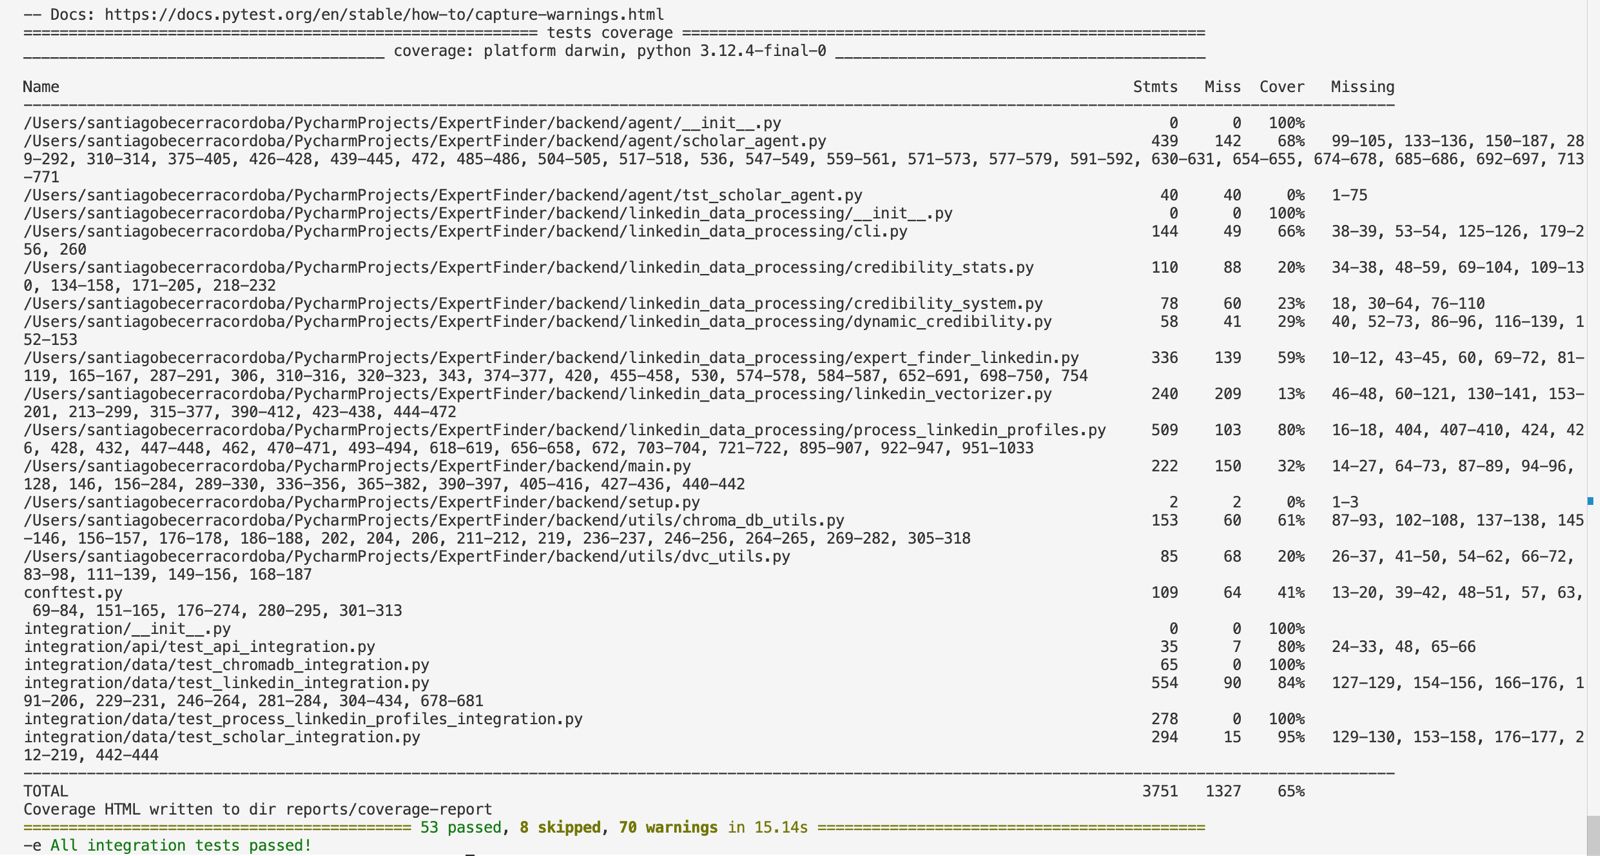 -- Docs: https://docs.pytest.org/en/stable/how-to/capture-warnings.html
========================================================= tests coverage ==========================================================
________________________________________ coverage: platform darwin, python 3.12.4-final-0 _________________________________________
Name Stmts Miss Cover Missing
--------------------------------------------------------------------------------------------------------------------------------------------------------
/Users/santiagobecerracordoba/PycharmProjects/ExpertFinder/backend/agent/__init__.py 0 0 100%
/Users/santiagobecerracordoba/PycharmProjects/ExpertFinder/backend/agent/scholar_agent.py 439 142 68% 99-105, 133-136, 150-187, 28
9-292, 310-314, 375-405, 426-428, 439-445, 472, 485-486, 504-505, 517-518, 536, 547-549, 559-561, 571-573, 577-579, 591-592, 630-631, 654-655, 674-678, 685-686, 692-697, 713
-771
/Users/santiagobecerracordoba/PycharmProjects/ExpertFinder/backend/agent/tst_scholar_agent.py 40 40 0% 1-75
/Users/santiagobecerracordoba/PycharmProjects/ExpertFinder/backend/linkedin_data_processing/__init__.py 0 0 100%
/Users/santiagobecerracordoba/PycharmProjects/ExpertFinder/backend/linkedin_data_processing/cli.py 144 49 66% 38-39, 53-54, 125-126, 179-2
56, 260
/Users/santiagobecerracordoba/PycharmProjects/ExpertFinder/backend/linkedin_data_processing/credibility_stats.py 110 88 20% 34-38, 48-59, 69-104, 109-13
0, 134-158, 171-205, 218-232
/Users/santiagobecerracordoba/PycharmProjects/ExpertFinder/backend/linkedin_data_processing/credibility_system.py 78 60 23% 18, 30-64, 76-110
/Users/santiagobecerracordoba/PycharmProjects/ExpertFinder/backend/linkedin_data_processing/dynamic_credibility.py 58 41 29% 40, 52-73, 86-96, 116-139, 1
52-153
/Users/santiagobecerracordoba/PycharmProjects/ExpertFinder/backend/linkedin_data_processing/expert_finder_linkedin.py 336 139 59% 10-12, 43-45, 60, 69-72, 81-
119, 165-167, 287-291, 306, 310-316, 320-323, 343, 374-377, 420, 455-458, 530, 574-578, 584-587, 652-691, 698-750, 754
/Users/santiagobecerracordoba/PycharmProjects/ExpertFinder/backend/linkedin_data_processing/linkedin_vectorizer.py 240 209 13% 46-48, 60-121, 130-141, 153-
201, 213-299, 315-377, 390-412, 423-438, 444-472
/Users/santiagobecerracordoba/PycharmProjects/ExpertFinder/backend/linkedin_data_processing/process_linkedin_profiles.py 509 103 80% 16-18, 404, 407-410, 424, 42
6, 428, 432, 447-448, 462, 470-471, 493-494, 618-619, 656-658, 672, 703-704, 721-722, 895-907, 922-947, 951-1033
/Users/santiagobecerracordoba/PycharmProjects/ExpertFinder/backend/main.py 222 150 32% 14-27, 64-73, 87-89, 94-96,
128, 146, 156-284, 289-330, 336-356, 365-382, 390-397, 405-416, 427-436, 440-442
/Users/santiagobecerracordoba/PycharmProjects/ExpertFinder/backend/setup.py 2 2 0% 1-3
/Users/santiagobecerracordoba/PycharmProjects/ExpertFinder/backend/utils/chroma_db_utils.py 153 60 61% 87-93, 102-108, 137-138, 145
-146, 156-157, 176-178, 186-188, 202, 204, 206, 211-212, 219, 236-237, 246-256, 264-265, 269-282, 305-318
/Users/santiagobecerracordoba/PycharmProjects/ExpertFinder/backend/utils/dvc_utils.py 85 68 20% 26-37, 41-50, 54-62, 66-72,
83-98, 111-139, 149-156, 168-187
conftest.py 109 64 41% 13-20, 39-42, 48-51, 57, 63,
69-84, 151-165, 176-274, 280-295, 301-313
integration/__init__.py 0 0 100%
integration/api/test_api_integration.py 35 7 80% 24-33, 48, 65-66
integration/data/test_chromadb_integration.py 65 0 100%
integration/data/test_linkedin_integration.py 554 90 84% 127-129, 154-156, 166-176, 1
91-206, 229-231, 246-264, 281-284, 304-434, 678-681
integration/data/test_process_linkedin_profiles_integration.py 278 0 100%
integration/data/test_scholar_integration.py 294 15 95% 129-130, 153-158, 176-177, 2
12-219, 442-444
--------------------------------------------------------------------------------------------------------------------------------------------------------
TOTAL 3751 1327 65%
Coverage HTML written to dir reports/coverage-report
=========================================== 53 passed, 8 skipped, 70 warnings in 15.14s ===========================================
-e All integration tests passed!